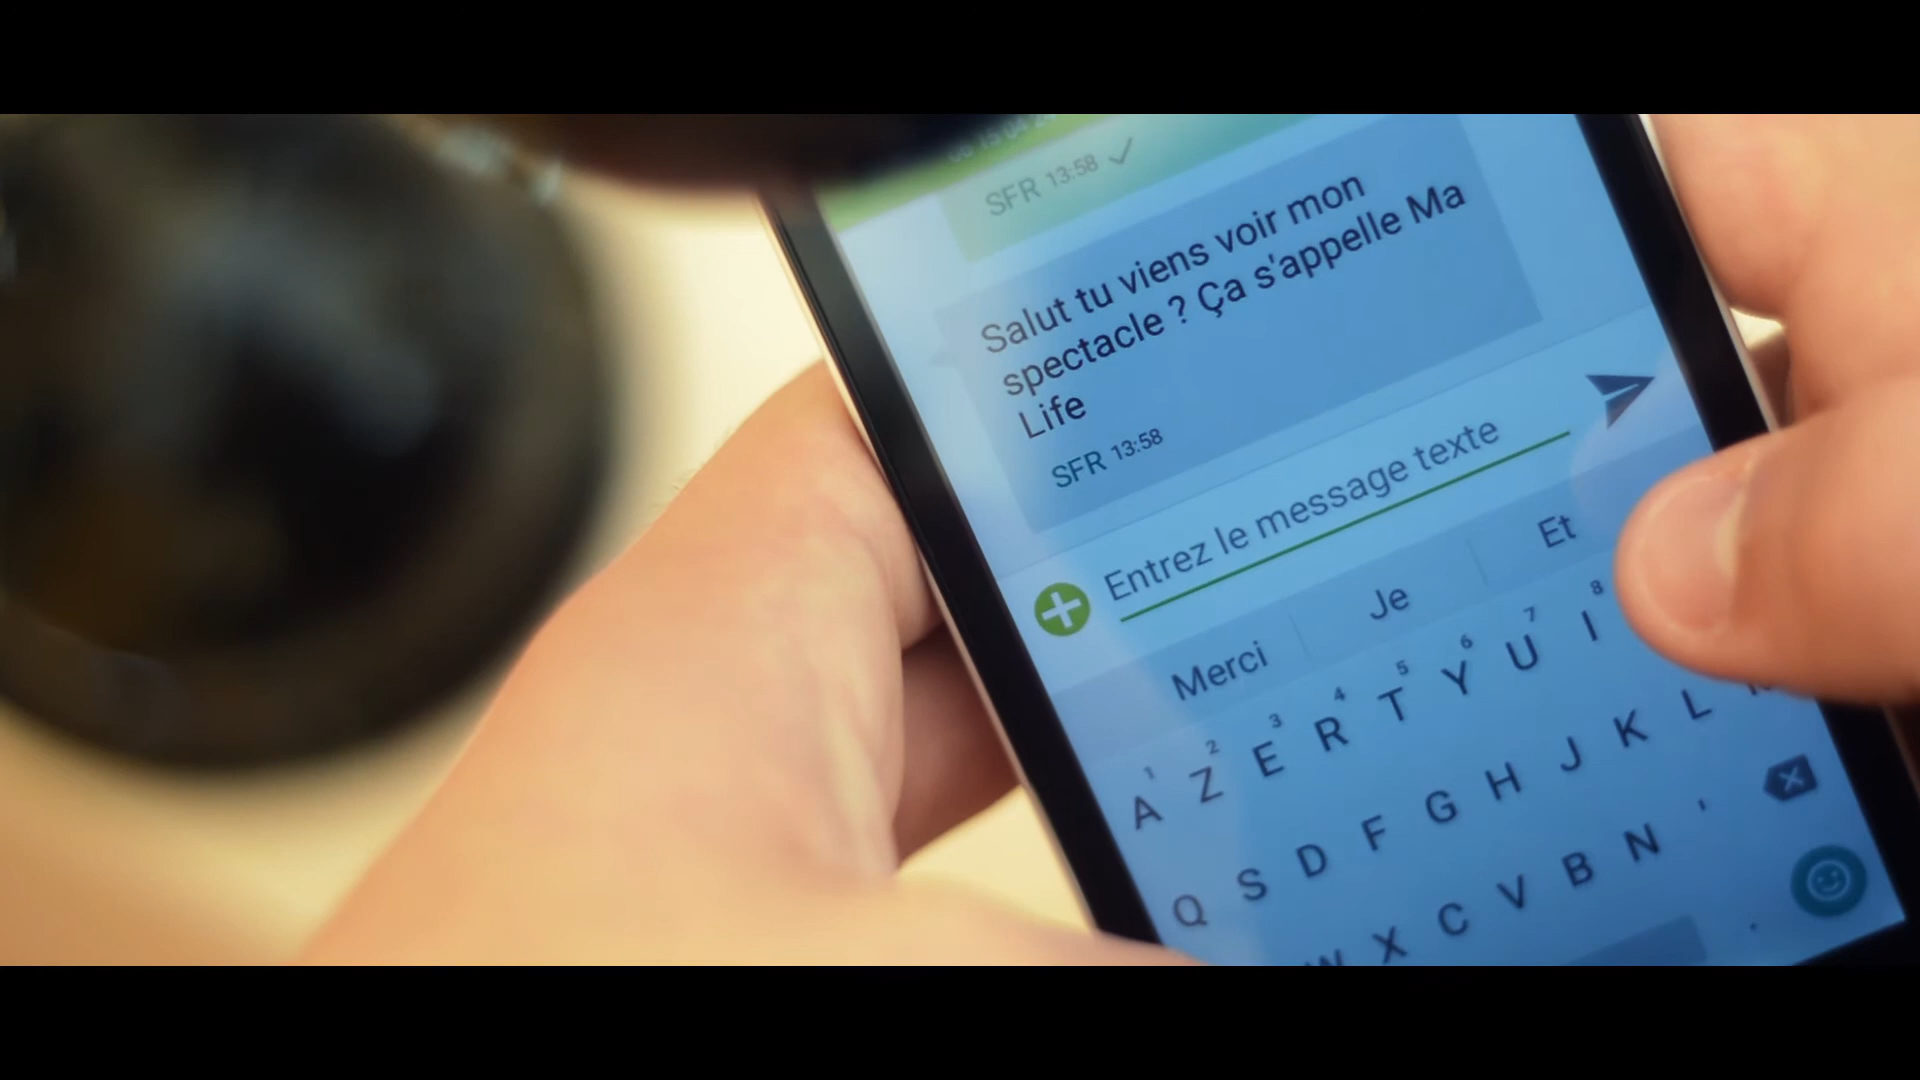 SFR 13:58
Salut tu viens voir mon
spectacle ? Ça s'appelle Ma
Life
SFR 13:58
Entrez le message texte
Merci Je Et
1 2 3 4 5 6 7 8
A Z E R T Y U I
Q S D F G H J K L
W X C V B N ' .